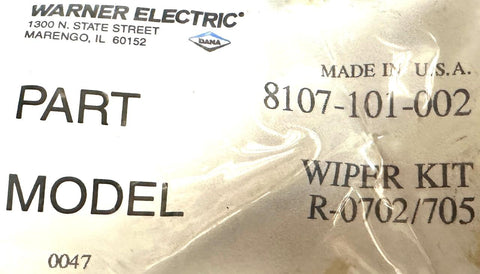 WARNER ELECTRIC®
1300 N. STATE STREET
MARENGO, IL 60152
DANA
MADE IN U.S.A.
PART 8107-101-002
WIPER KIT
MODEL R-0702/705
0047